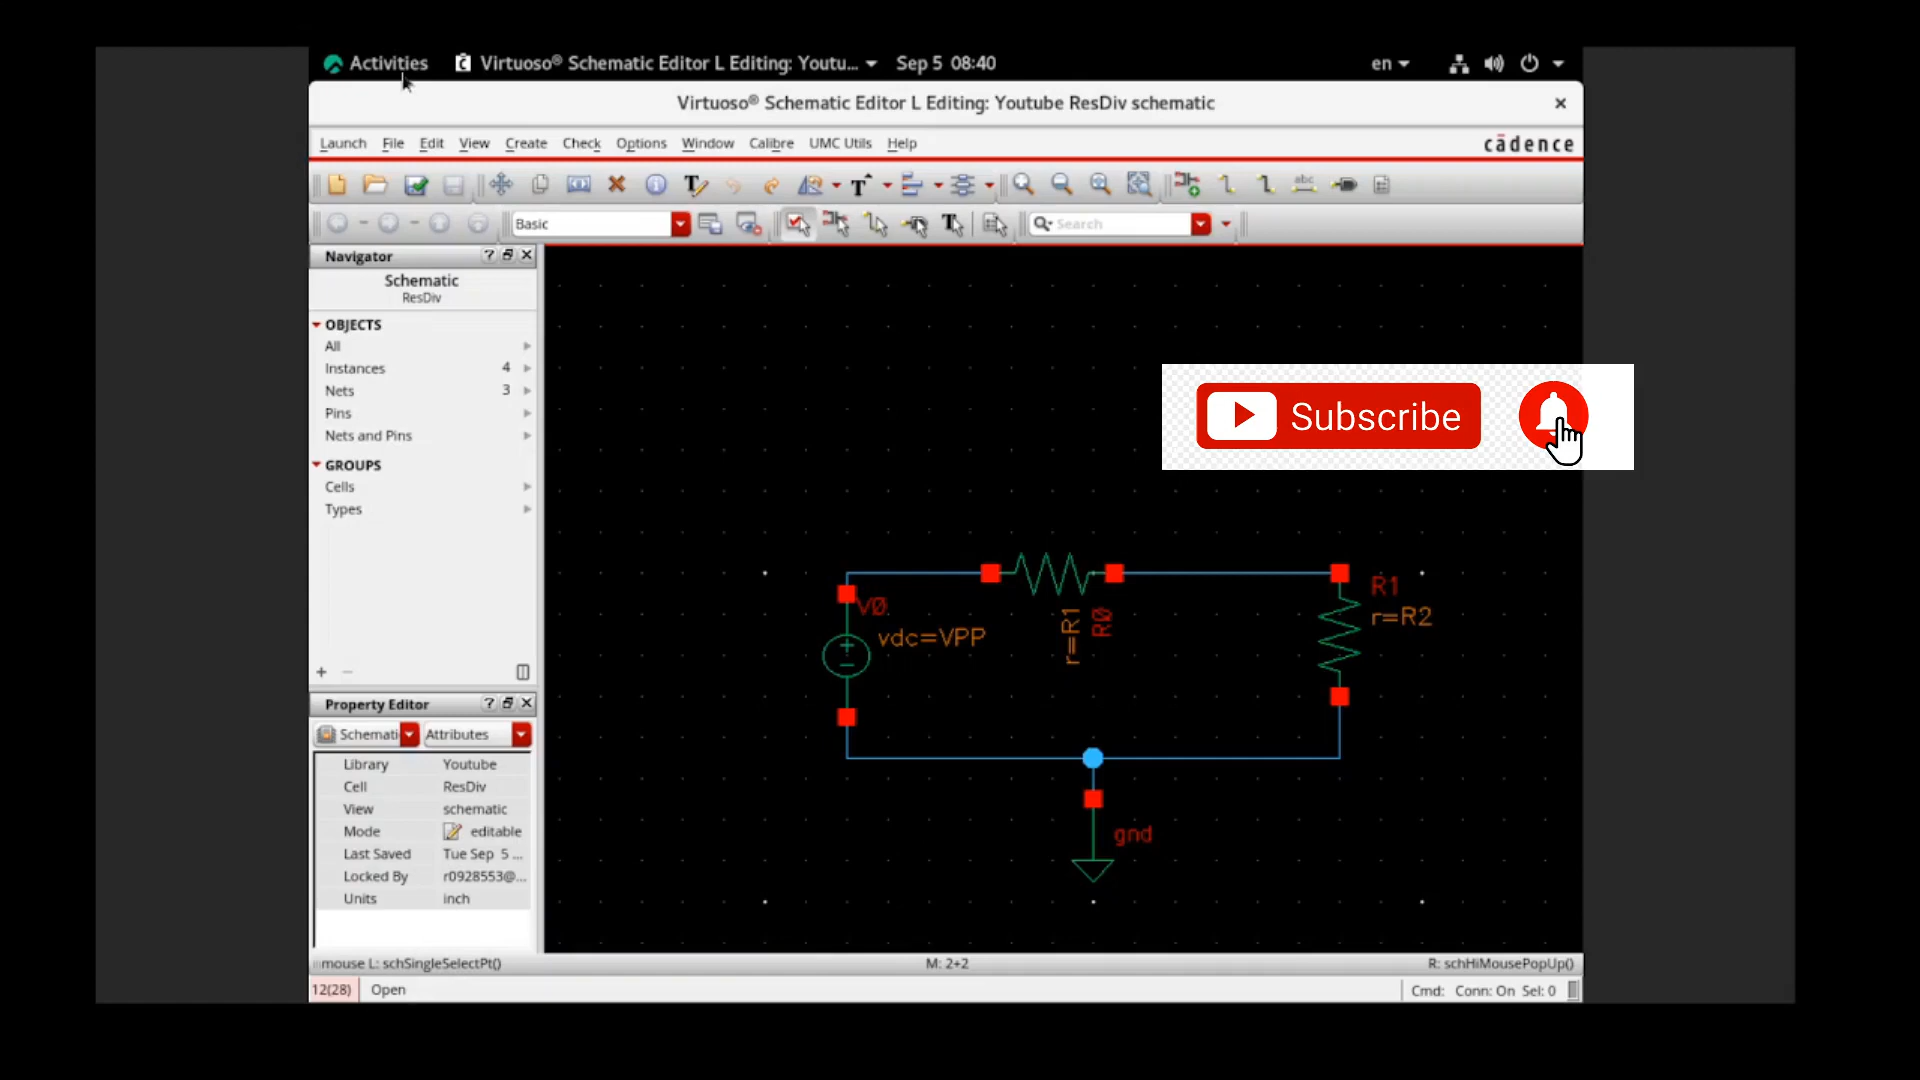 Activities
Virtuoso® Schematic Editor L Editing: Youtu...
Sep 5 08:40
en
Virtuoso® Schematic Editor L Editing: Youtube ResDiv schematic
Launch File Edit View Create Check Options Window Calibre UMC Utils Help
cādence
abc
Basic
Search
Navigator
Schematic
ResDiv
OBJECTS
All
Instances 4
Nets 3
Pins
Nets and Pins
GROUPS
Cells
Types
Property Editor
Schemati
Attributes
Library Youtube
Cell ResDiv
View schematic
Mode editable
Last Saved Tue Sep 5 ...
Locked By r0928553@...
Units inch
Subscribe
V0
vdc=VPP
r=R1
R0
R1
r=R2
gnd
mouse L: schSingleSelectPt()
M: 2+2
R: schHiMousePopUp()
12(28) Open
Cmd: Conn: On Sel: 0